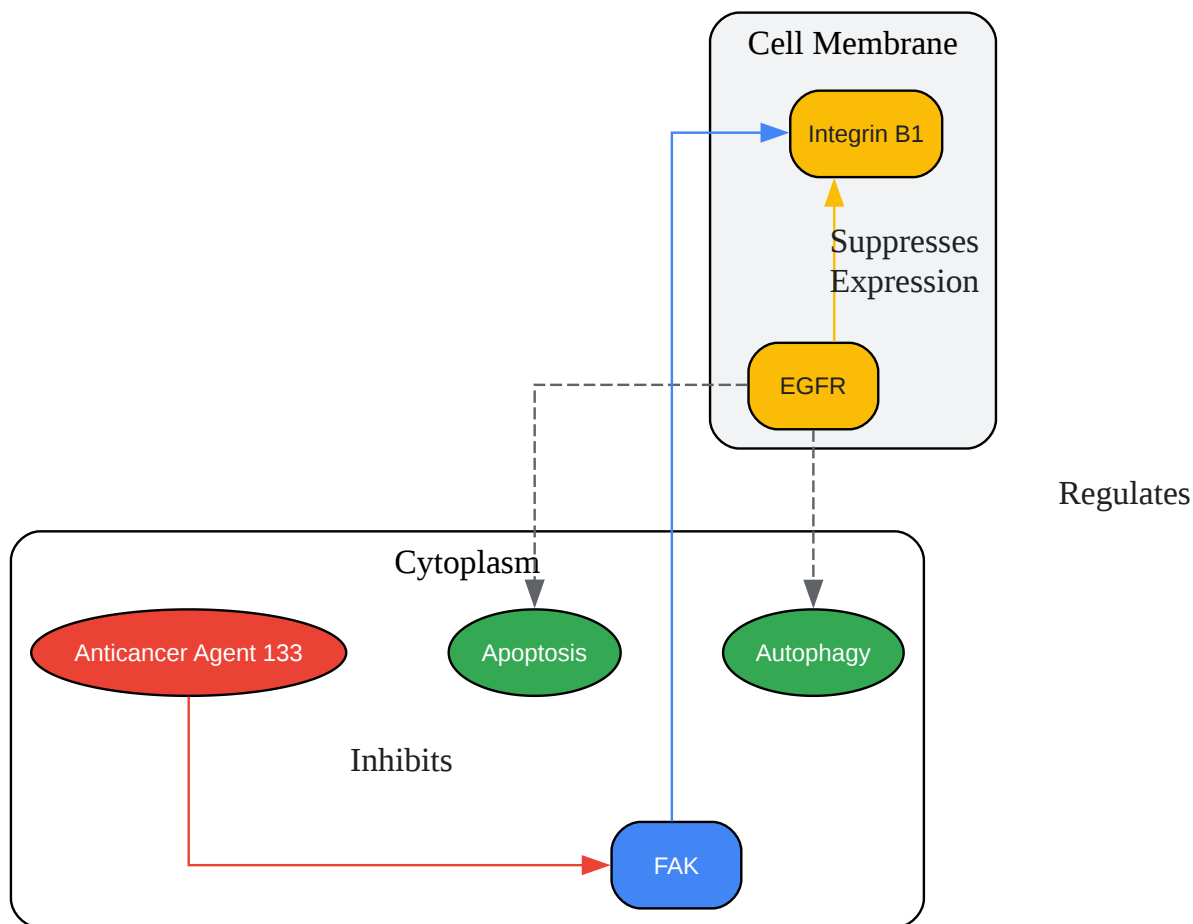 Cell Membrane
Integrin B1
Suppresses
Expression
EGFR
Regulates
Cytoplasm
Anticancer Agent 133
Apoptosis
Autophagy
Inhibits
FAK